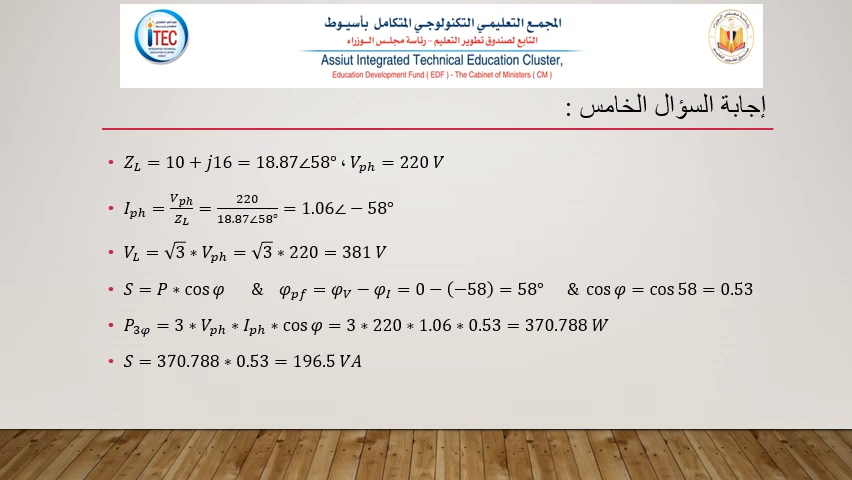 iTEC
INTEGRATED TECHNICAL
EDUCATION CLUSTER
المجمع التعليمي التكنولوجي المتكامل بأسيوط
التابع لصندوق تطوير التعليم - رئاسة مجلس الوزراء
Assiut Integrated Technical Education Cluster,
Education Development Fund ( EDF ) - The Cabinet of Ministers ( CM )
إجابة السؤال الخامس :
• Z_L = 10 + j16 = 18.87∠58° ، V_ph = 220 V
• I_ph = V_ph/Z_L = 220/18.87∠58° = 1.06∠ − 58°
• V_L = √3 ∗ V_ph = √3 ∗ 220 = 381 V
• S = P ∗ cos φ & φ_pf = φ_V − φ_I = 0 − (−58) = 58° & cos φ = cos 58 = 0.53
• P_3φ = 3 ∗ V_ph ∗ I_ph ∗ cos φ = 3 ∗ 220 ∗ 1.06 ∗ 0.53 = 370.788 W
• S = 370.788 ∗ 0.53 = 196.5 VA